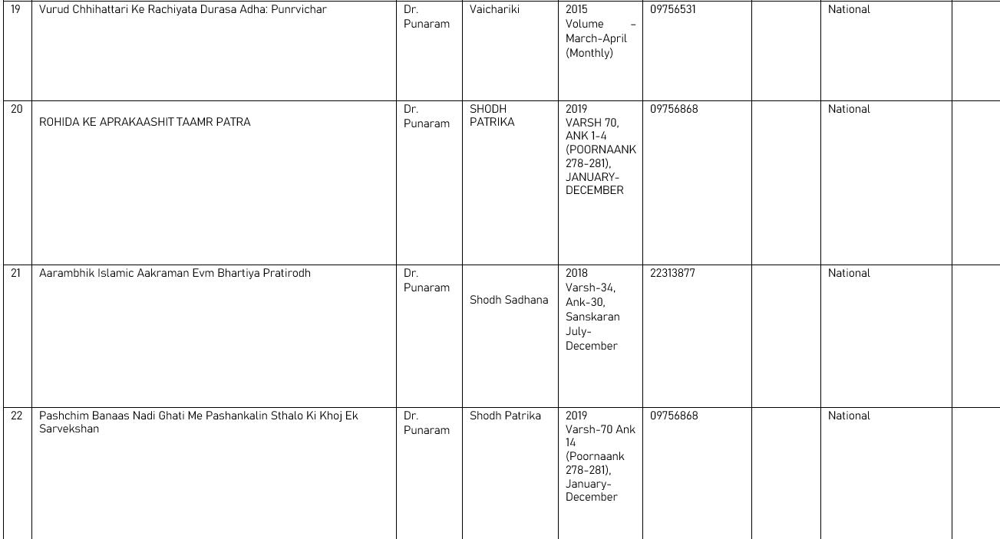 19 Vurud Chhihattari Ke Rachiyata Durasa Adha: Punrvichar Dr. Vaichariki 2015 09756531 National
Punaram Volume –
March-April
(Monthly)
20 Dr. SHODH 2019 09756868 National
ROHIDA KE APRAKAASHIT TAAMR PATRA Punaram PATRIKA VARSH 70,
ANK 1-4
(POORNAANK
278-281),
JANUARY-
DECEMBER
21 Aarambhik Islamic Aakraman Evm Bhartiya Pratirodh Dr. 2018 22313877 National
Punaram Varsh-34,
Shodh Sadhana Ank-30,
Sanskaran
July-
December
22 Pashchim Banaas Nadi Ghati Me Pashankalin Sthalo Ki Khoj Ek Dr. Shodh Patrika 2019 09756868 National
Sarvekshan Punaram Varsh-70 Ank
14
(Poornaank
278-281),
January-
December